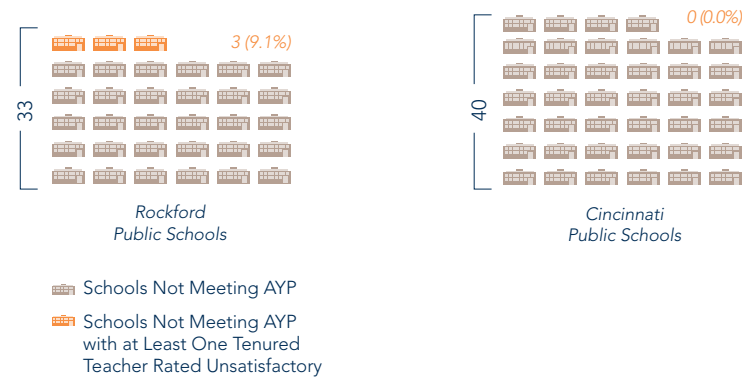 3 (9.1%)
33
Rockford
Public Schools
0 (0.0%)
40
Cincinnati
Public Schools
Schools Not Meeting AYP
Schools Not Meeting AYP
with at Least One Tenured
Teacher Rated Unsatisfactory